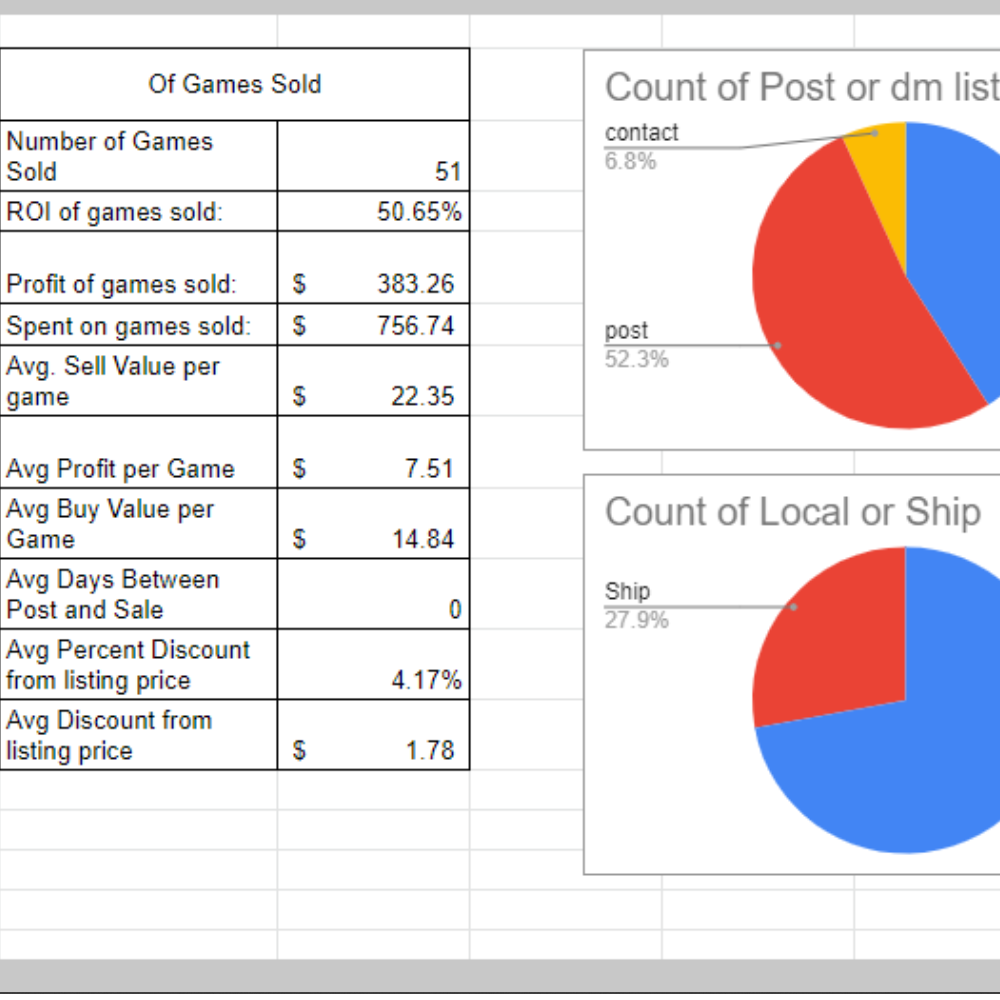 Of Games Sold
Number of Games
Sold 51
ROI of games sold: 50.65%
Profit of games sold: $ 383.26
Spent on games sold: $ 756.74
Avg. Sell Value per
game $ 22.35
Avg Profit per Game $ 7.51
Avg Buy Value per
Game $ 14.84
Avg Days Between
Post and Sale 0
Avg Percent Discount
from listing price 4.17%
Avg Discount from
listing price $ 1.78
Count of Post or dm list
contact
6.8%
post
52.3%
Count of Local or Ship
Ship
27.9%